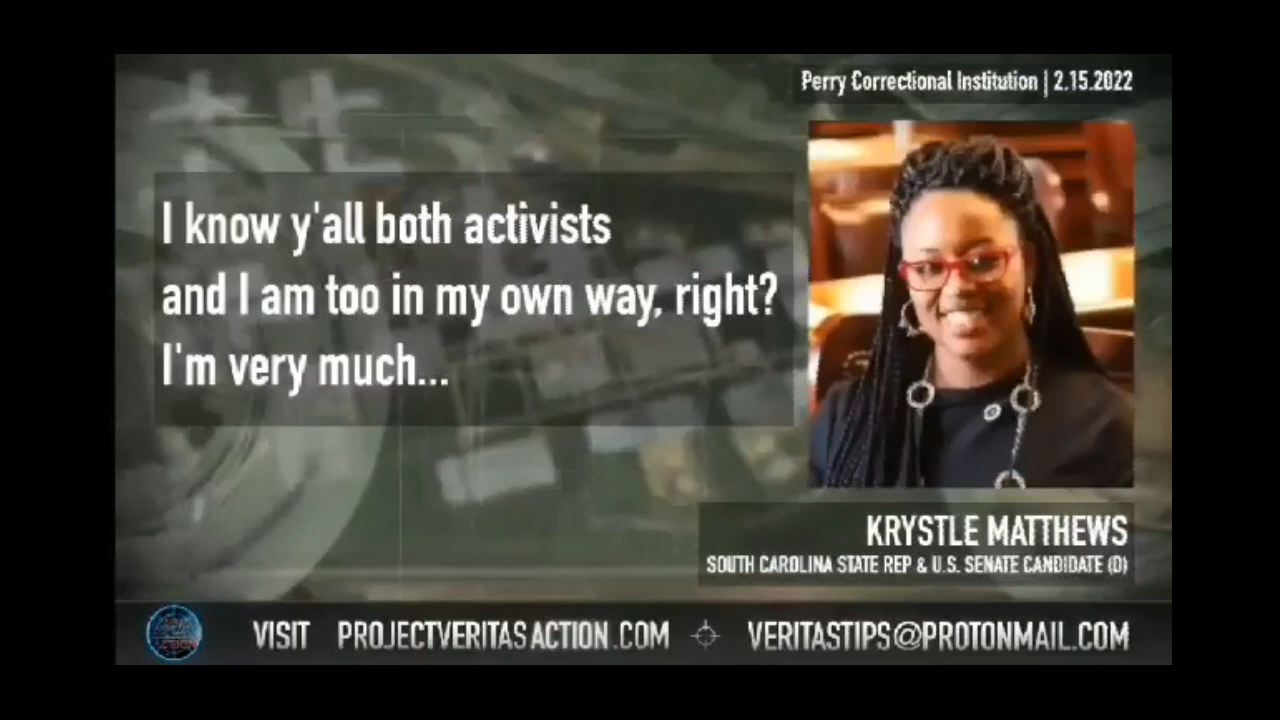 Perry Correctional Institution | 2.15.2022
I know y'all both activists
and I am too in my own way, right?
I'm very much...
KRYSTLE MATTHEWS
SOUTH CAROLINA STATE REP & U.S. SENATE CANDIDATE (D)
VISIT PROJECTVERITASACTION.COM VERITASTIPS@PROTONMAIL.COM